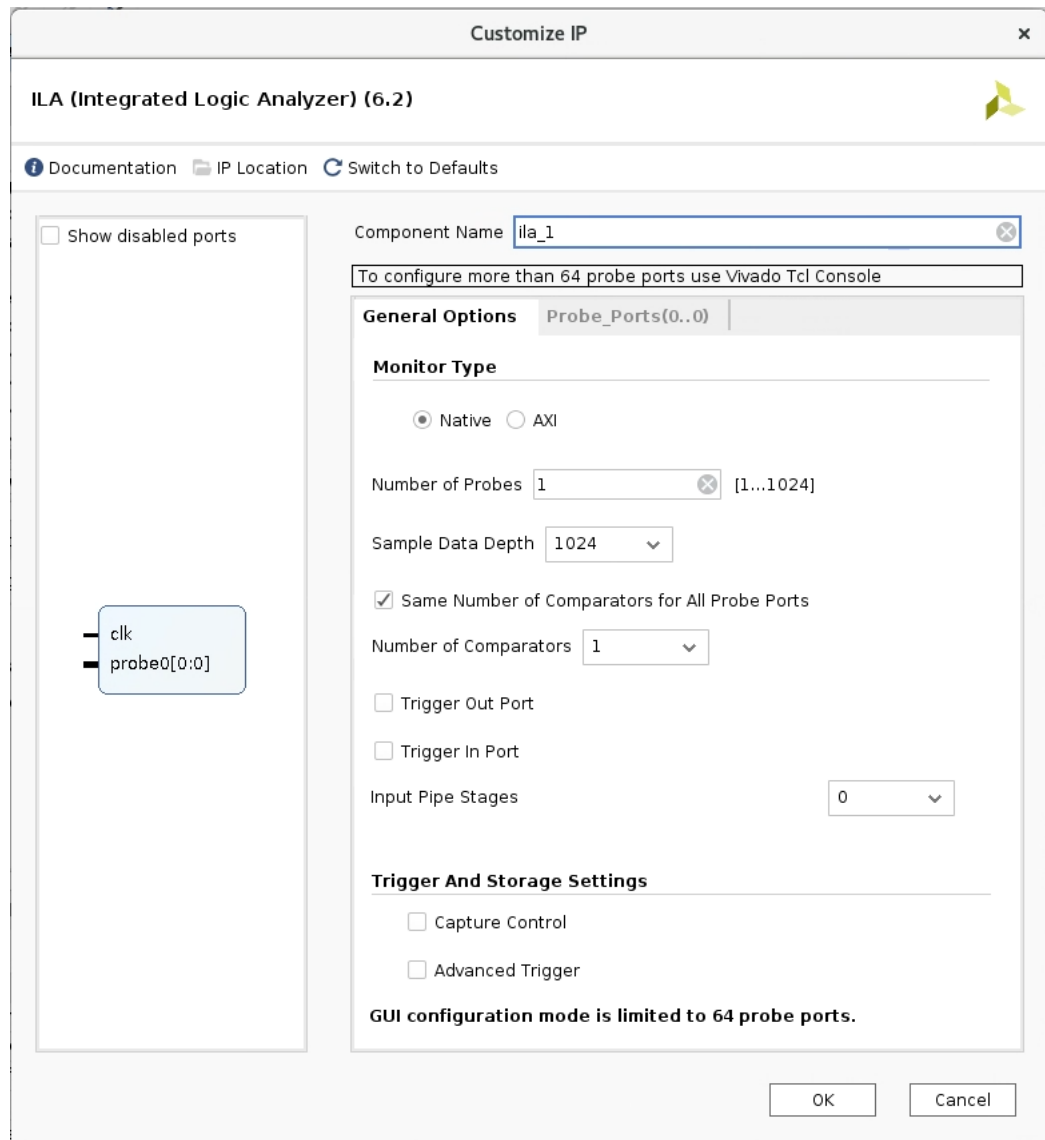 Customize IP
ILA (Integrated Logic Analyzer) (6.2)
Documentation IP Location Switch to Defaults
Show disabled ports
clk
probe0[0:0]
Component Name ila_1
To configure more than 64 probe ports use Vivado Tcl Console
General Options Probe_Ports(0..0)
Monitor Type
Native AXI
Number of Probes 1 [1...1024]
Sample Data Depth 1024
Same Number of Comparators for All Probe Ports
Number of Comparators 1
Trigger Out Port
Trigger In Port
Input Pipe Stages 0
Trigger And Storage Settings
Capture Control
Advanced Trigger
GUI configuration mode is limited to 64 probe ports.
OK Cancel